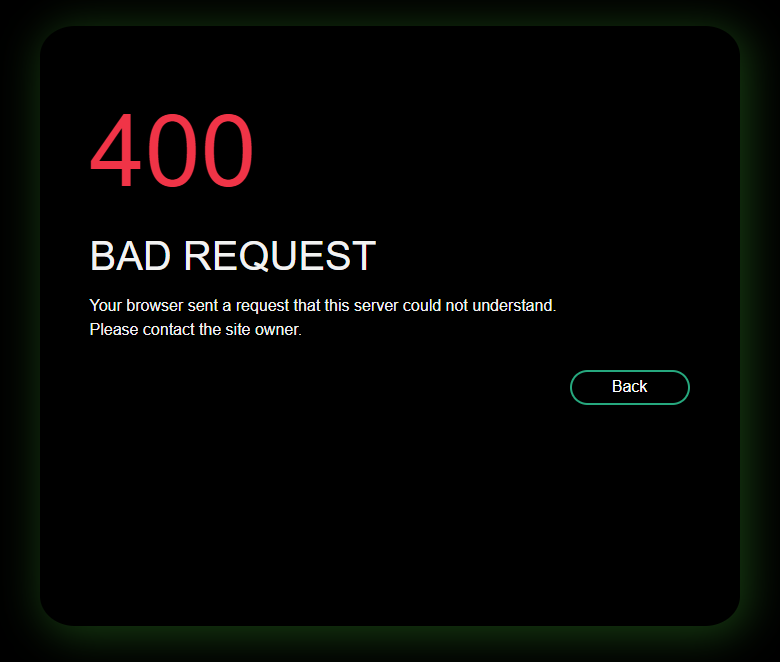 400
BAD REQUEST
Your browser sent a request that this server could not understand.
Please contact the site owner.
Back